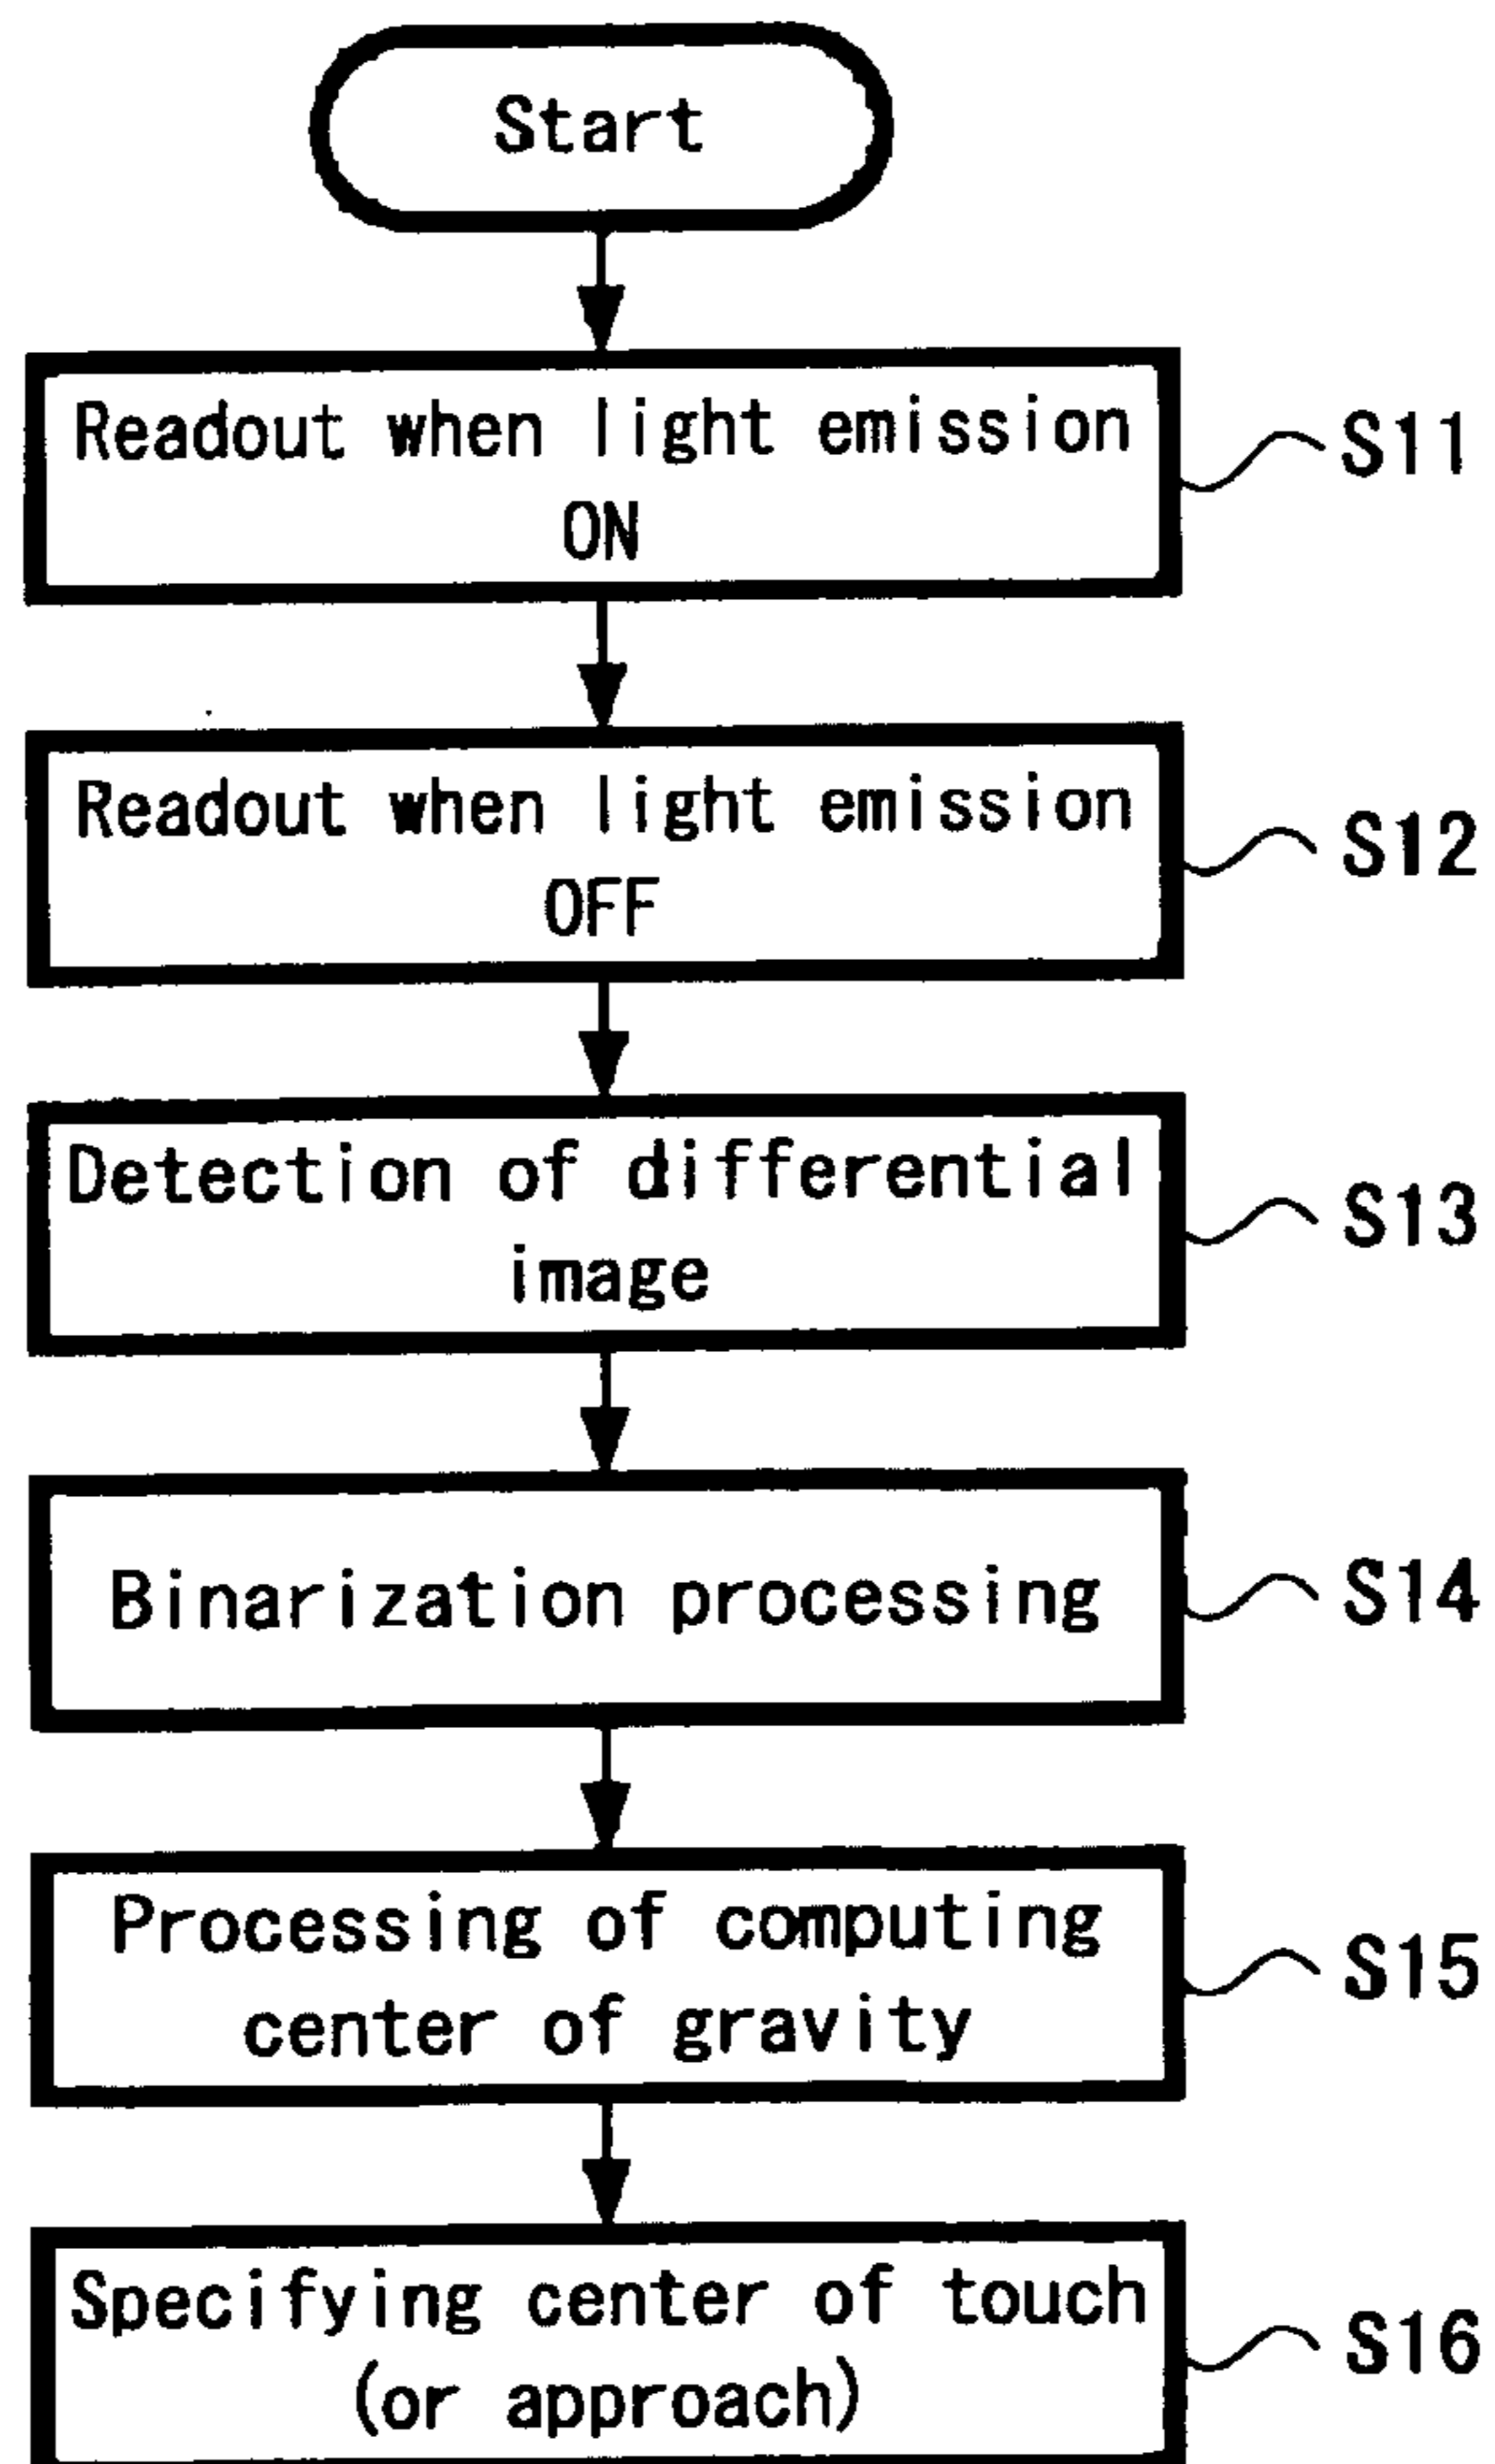 Start
Readout when light emission
ON
S11
Readout when light emission
OFF
S12
Detection of differential
image
S13
Binarization processing
S14
Processing of computing
center of gravity
S15
Specifying center of touch
(or approach)
S16